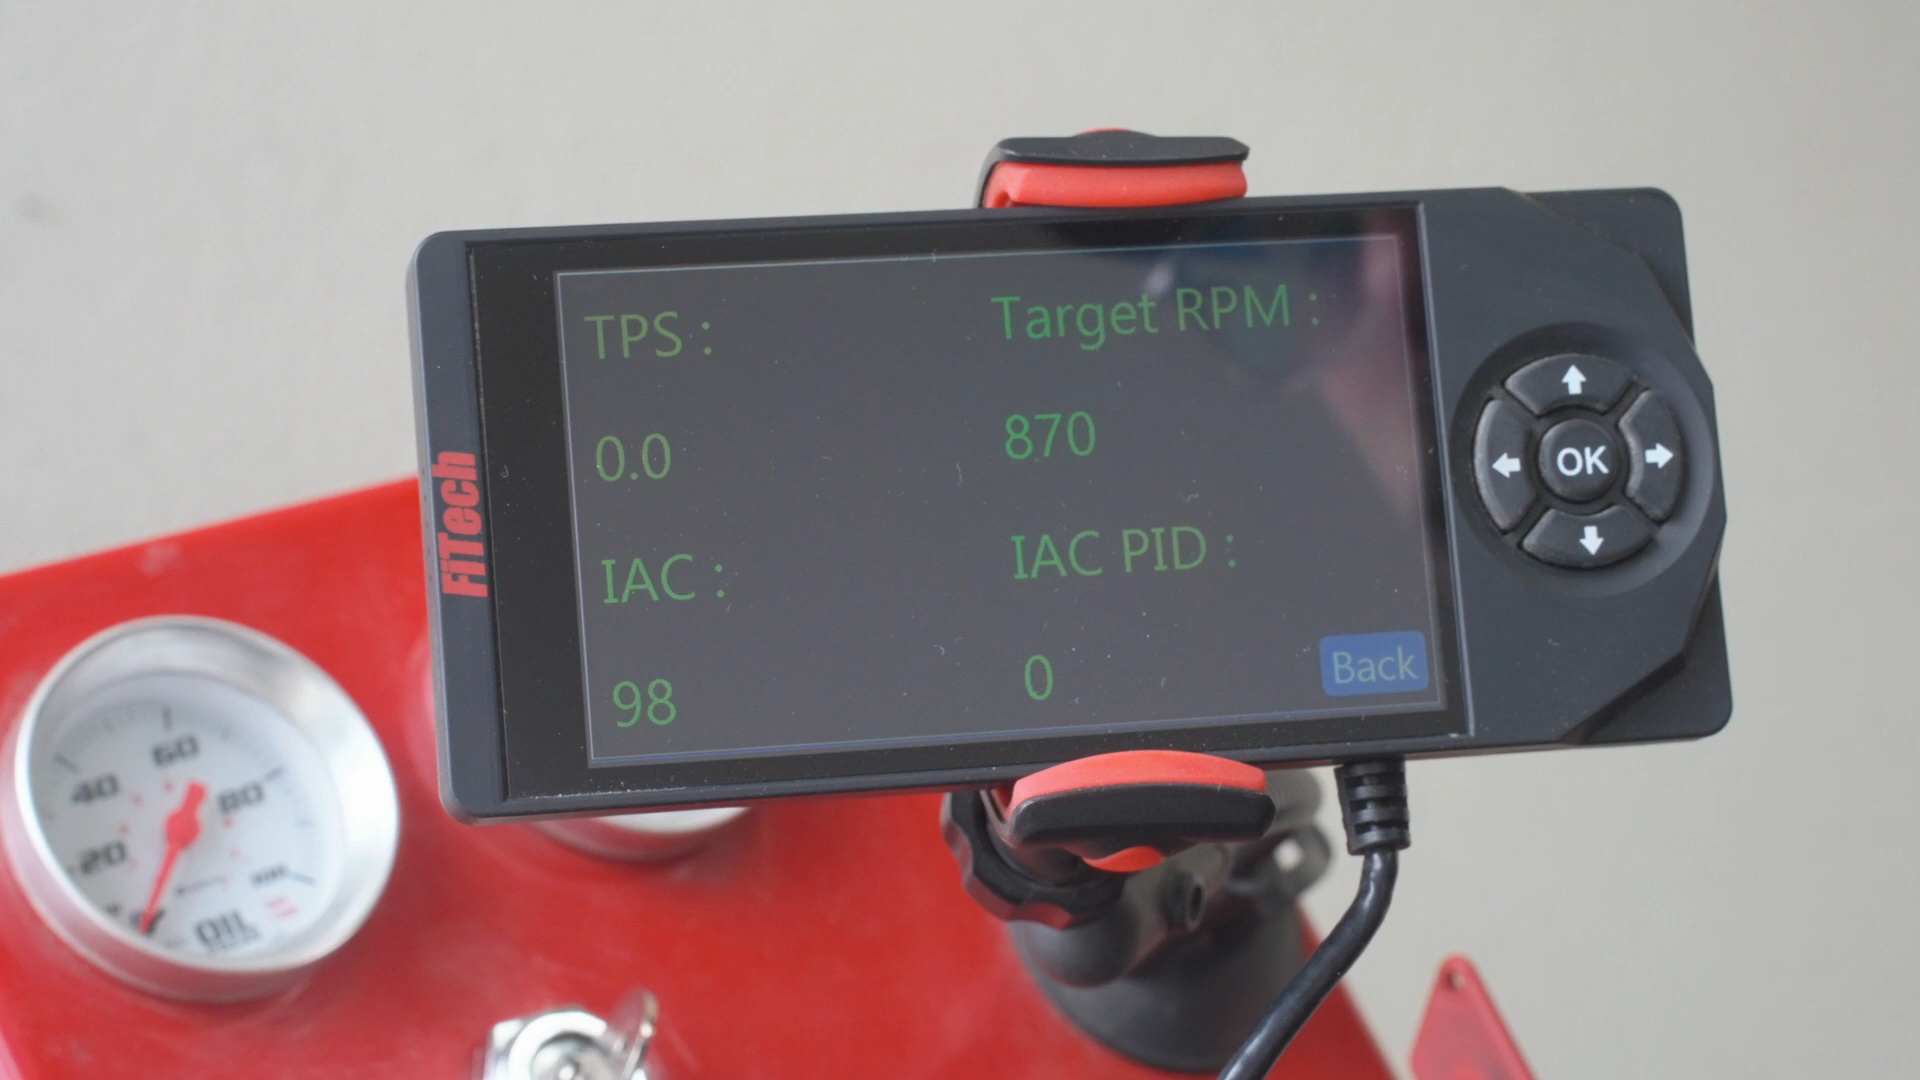 TPS :
Target RPM :
0.0
870
IAC :
IAC PID :
98
0
Back
OK
FiTech
60
40
80
20
100
OIL